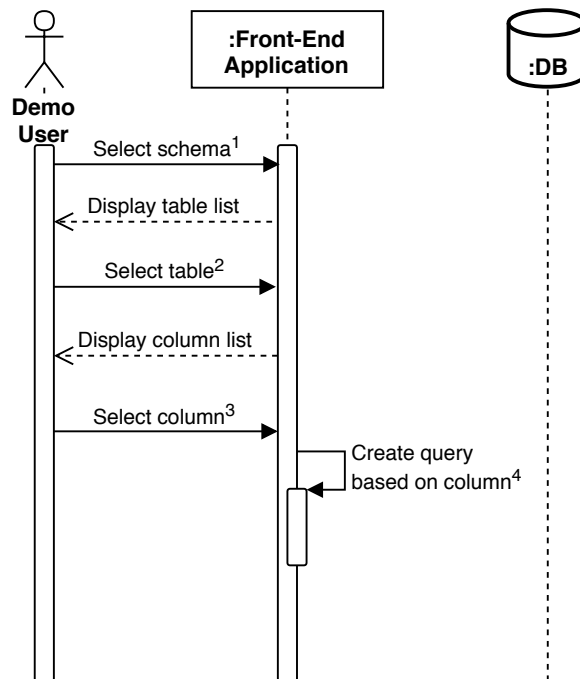 :Front-End
Application
:DB
Demo
User
Select schema¹
Display table list
Select table²
Display column list
Select column³
Create query
based on column⁴